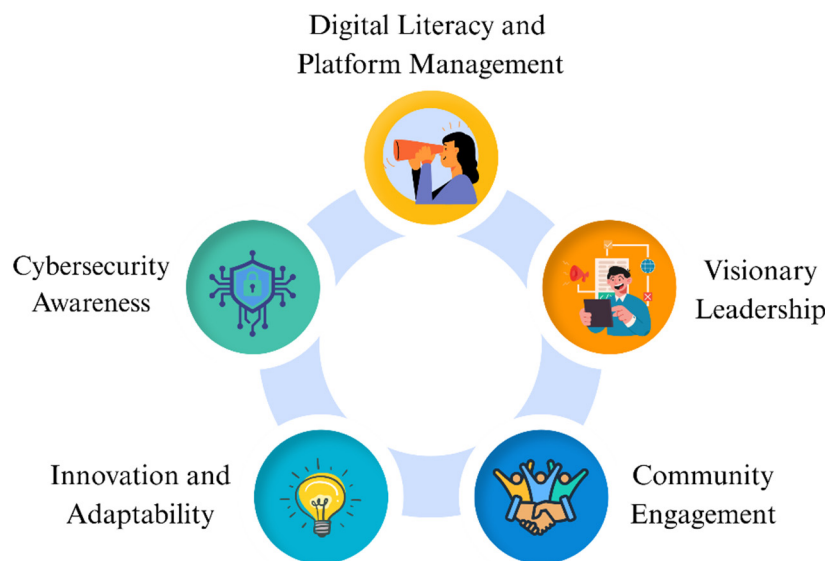 Digital Literacy and
Platform Management
Cybersecurity
Awareness
Visionary
Leadership
Innovation and
Adaptability
Community
Engagement